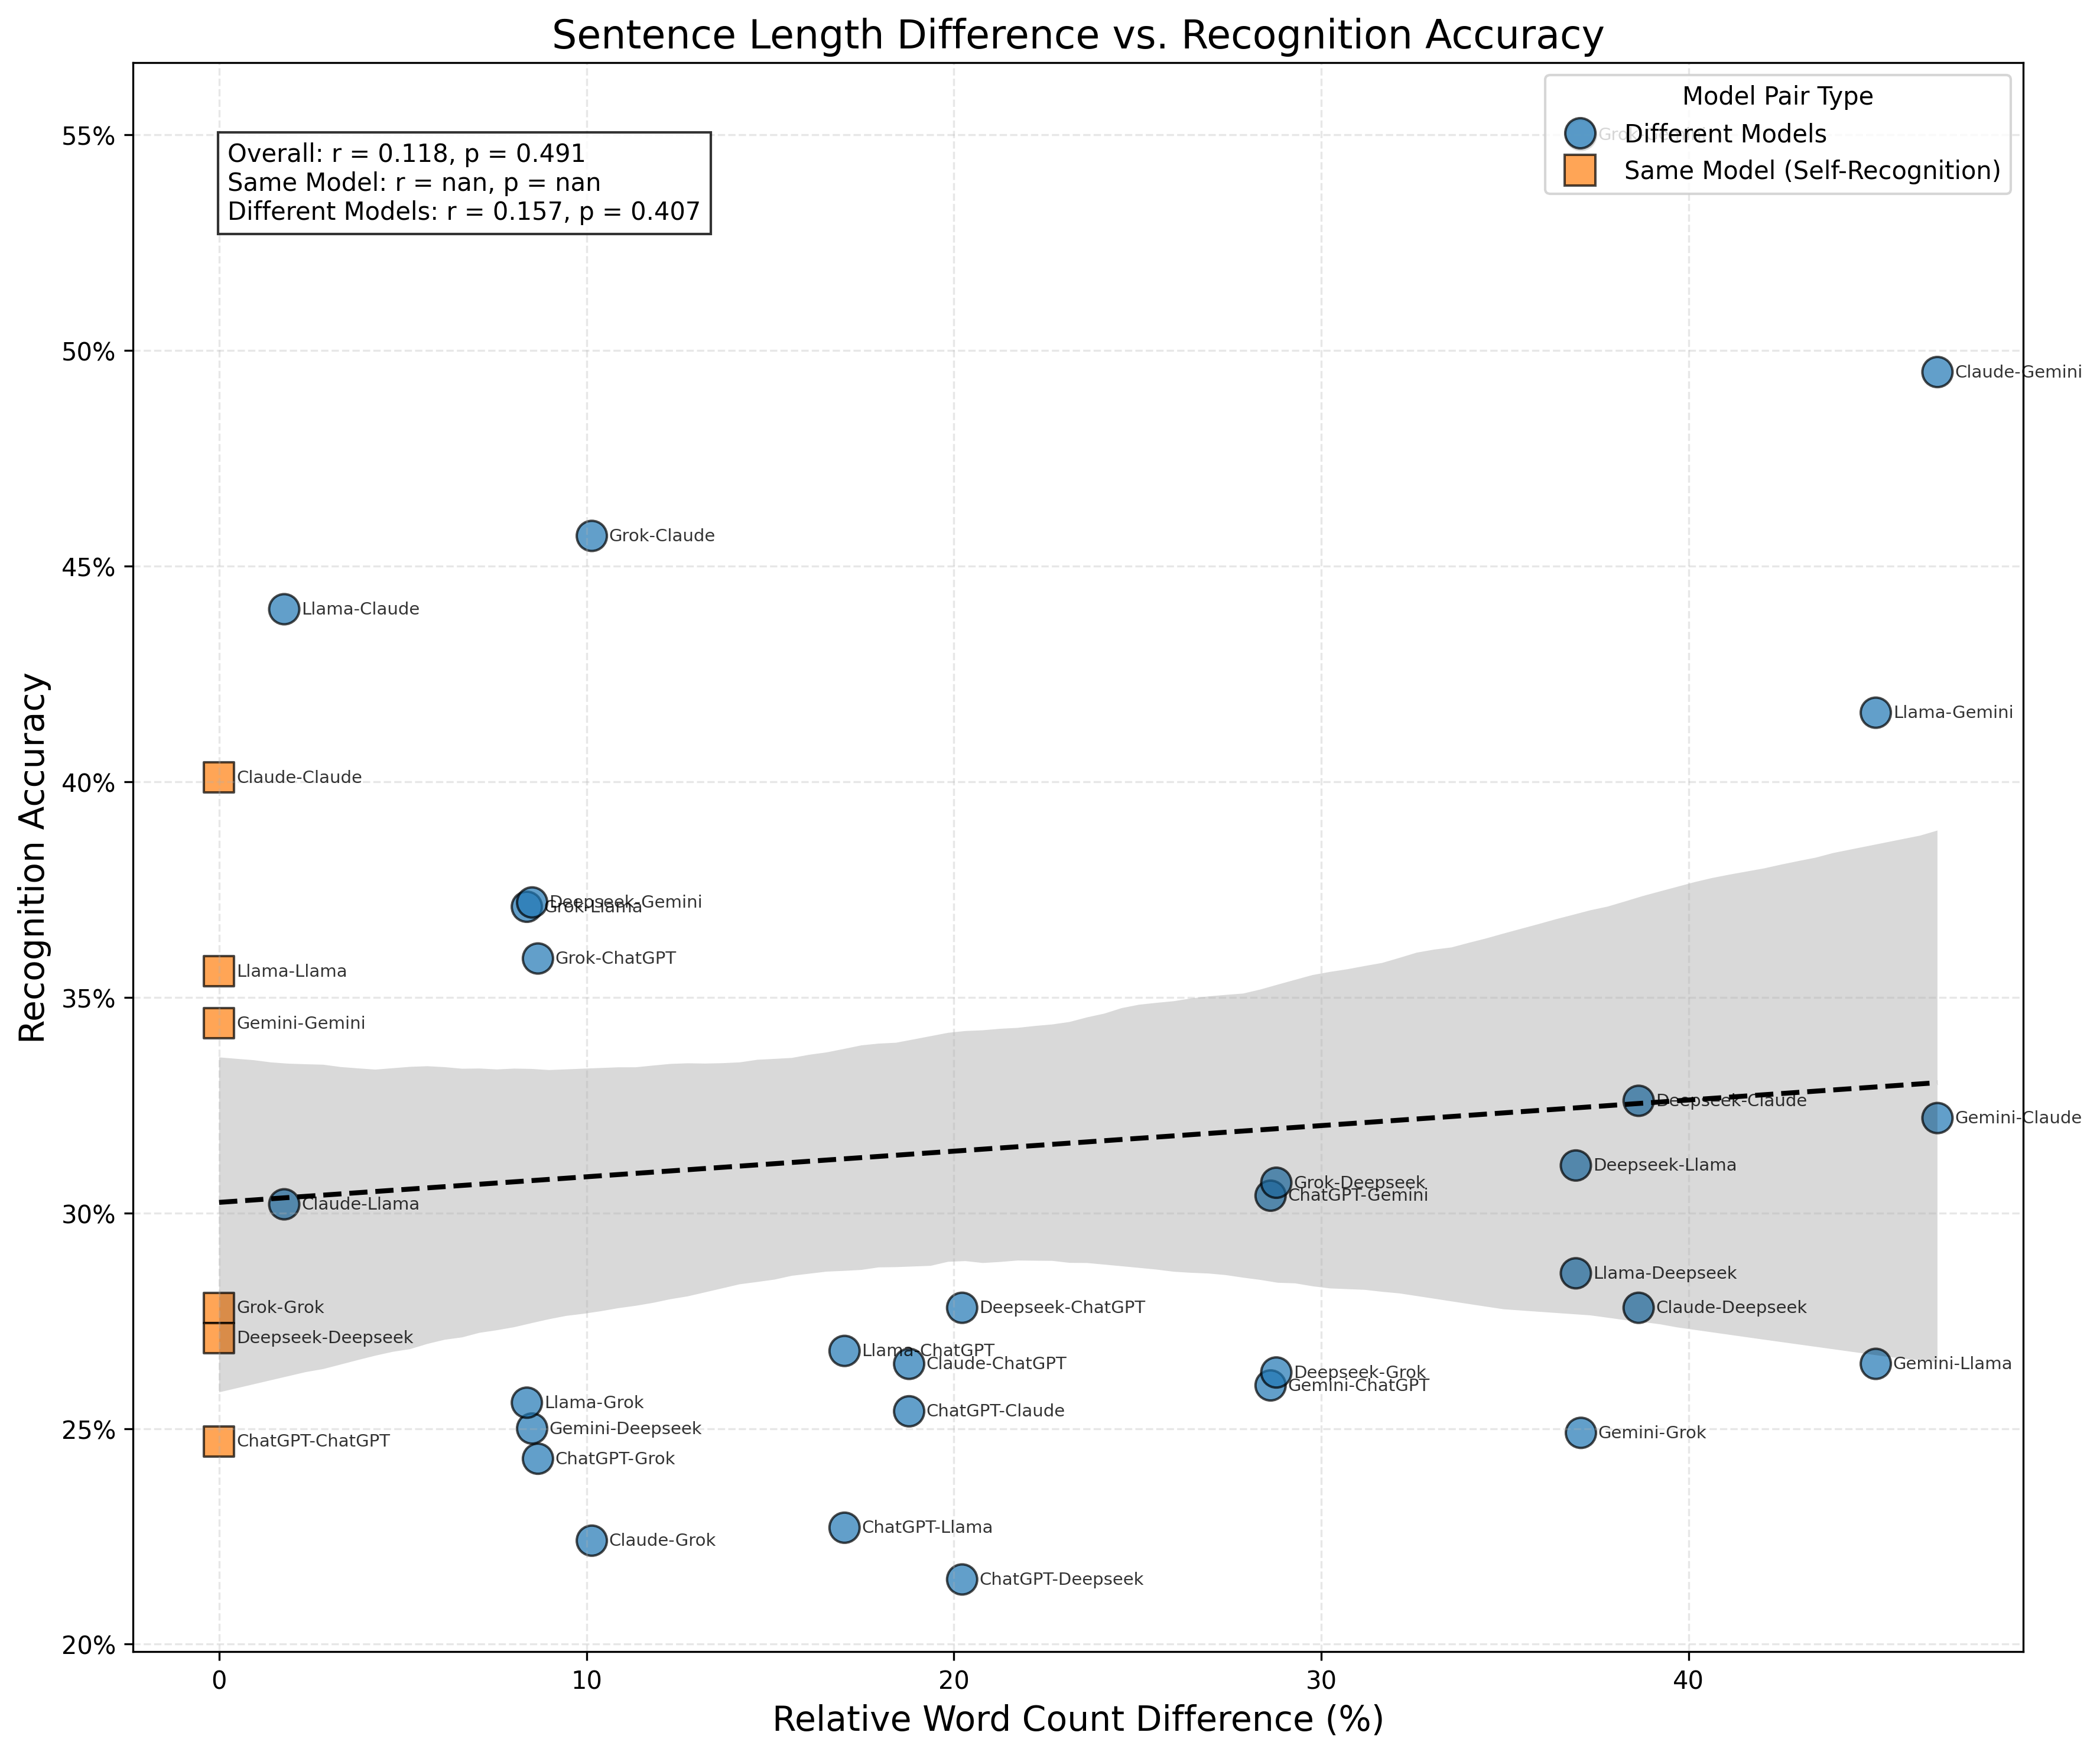 Sentence Length Difference vs. Recognition Accuracy
Model Pair Type
Different Models
Same Model (Self-Recognition)
55%
Overall: r = 0.118, p = 0.491
Same Model: r = nan, p = nan
Different Models: r = 0.157, p = 0.407
50%
Claude-Gemini
Grok-Claude
45%
Llama-Claude
Llama-Gemini
40%
Claude-Claude
Deepseek-Gemini
Grok-Llama
Grok-ChatGPT
Llama-Llama
35%
Gemini-Gemini
Deepseek-Claude
Gemini-Claude
Deepseek-Llama
Grok-Deepseek
ChatGPT-Gemini
30%
Claude-Llama
Llama-Deepseek
Grok-Grok
Deepseek-ChatGPT
Claude-Deepseek
Deepseek-Deepseek
Llama-ChatGPT
Claude-ChatGPT
Gemini-Llama
Deepseek-Grok
Gemini-ChatGPT
Llama-Grok
ChatGPT-Claude
25%
Gemini-Deepseek
Gemini-Grok
ChatGPT-ChatGPT
ChatGPT-Grok
ChatGPT-Llama
Claude-Grok
ChatGPT-Deepseek
20%
0 10 20 30 40
Relative Word Count Difference (%)
Recognition Accuracy